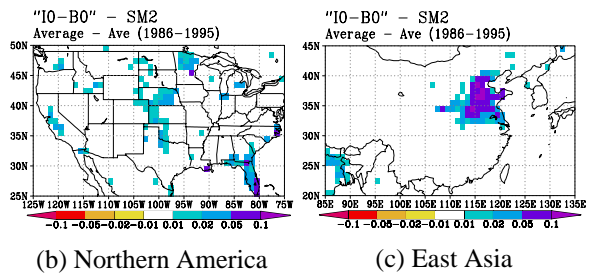 "I0-B0" - SM2
Average - Ave (1986-1995)
50N
45N
40N
35N
30N
25N
125W 120W 115W 110W 105W 100W 95W 90W 85W 80W 75W
-0.1 -0.05 -0.02 -0.01 0.01 0.02 0.05 0.1
(b) Northern America
"I0-B0" - SM2
Average - Ave (1986-1995)
45N
40N
35N
30N
25N
20N
85E 90E 95E 100E 105E 110E 115E 120E 125E 130E 135E
-0.1 -0.05 -0.02 -0.01 0.01 0.02 0.05 0.1
(c) East Asia